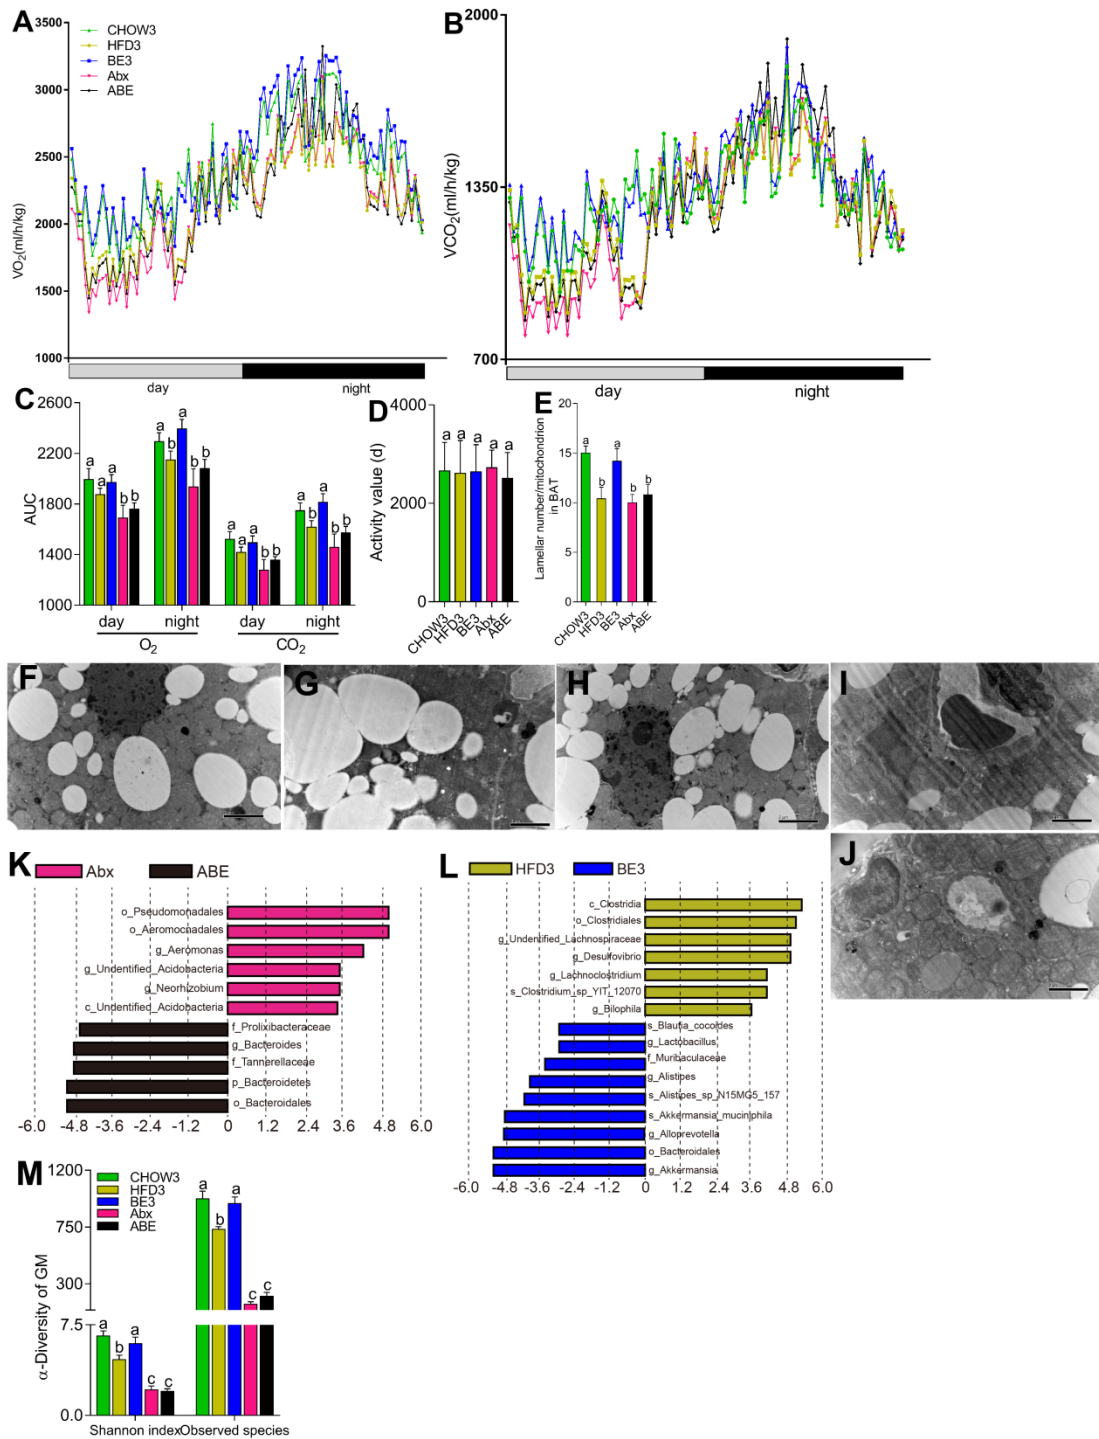 A
3500
3000
2500
2000
1500
1000
VO2(ml/h/kg)
CHOW3
HFD3
BE3
Abx
ABE
day
night
B
2000
1350
700
VCO2(ml/h/kg)
day
night
C
2600
2200
1800
1400
1000
AUC
a a a b b
a b a b b
a a a b b
a b a b b
day
night
day
night
O2
CO2
D
4000
2000
0
Activity value (d)
a a a a a
CHOW3
HFD3
BE3
Abx
ABE
E
20
15
10
5
0
Lamellar number/mitochondrion
in BAT
a b a b b
CHOW3
HFD3
BE3
Abx
ABE
F
G
H
I
J
K
Abx
ABE
o_Pseudomonadales
o_Aeromocnadales
g_Aeromonas
g_Undentified_Acidobacteria
g_Neorhizobium
c_Undentified_Acidobacteria
f_Prolixibacteraceae
g_Bacteroides
f_Tannerellaceae
p_Bacteroidetes
o_Bacteroidales
-6.0 -4.8 -3.6 -2.4 -1.2 0 1.2 2.4 3.6 4.8 6.0
L
HFD3
BE3
c_Clostridia
o_Clostridiales
g_Undentified_Lachnospiraceae
g_Desulfovibrio
g_Lachnoclostridium
s_Clostridium_sp_YIT_12070
g_Bilophila
s_Blautia_cocoides
g_Lactobacillus
f_Muribaculaceae
g_Alistipes
s_Alistipes_sp_N15MG5_157
s_Akkermansia_muciniphila
g_Alloprevotella
o_Bacteroidales
g_Akkermansia
-6.0 -4.8 -3.6 -2.4 -1.2 0 1.2 2.4 3.6 4.8 6.0
M
1200
750
300
7.5
0.0
α-Diversity of GM
CHOW3
HFD3
BE3
Abx
ABE
a b a c c
a b a c c
Shannon index
Observed species